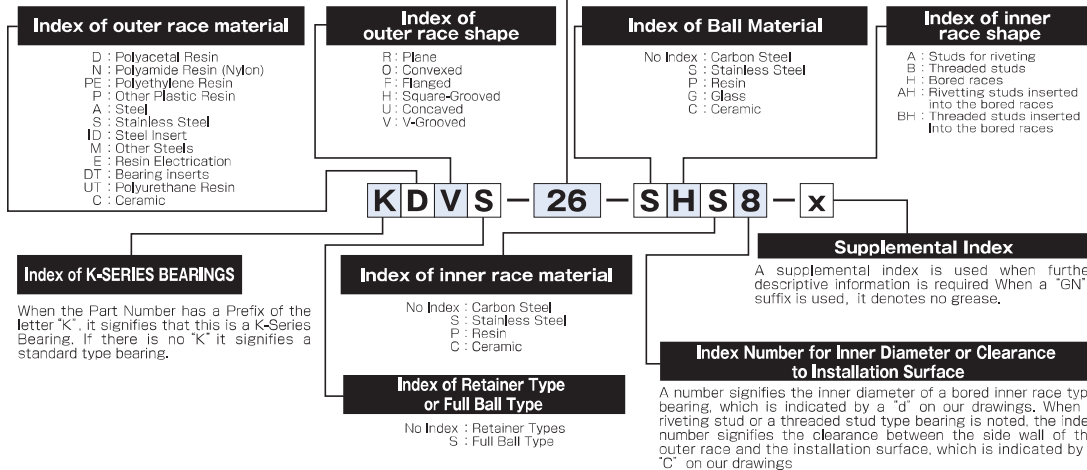 Index of outer race material
D : Polyacetal Resin
N : Polyamide Resin (Nylon)
PE : Polyethylene Resin
P : Other Plastic Resin
A : Steel
S : Stainless Steel
ID : Steel Insert
M : Other Steels
E : Resin Electrication
DT : Bearing inserts
UT : Polyurethane Resin
C : Ceramic
Index of
outer race shape
R : Plane
O : Convexed
F : Flanged
H : Square-Grooved
U : Concaved
V : V-Grooved
Index of Ball Material
No Index : Carbon Steel
S : Stainless Steel
P : Resin
G : Glass
C : Ceramic
Index of inner
race shape
A : Studs for riveting
B : Threaded studs
H : Bored races
AH : Rivetting studs inserted
into the bored races
BH : Threaded studs inserted
Into the bored races
K D V S – 26 – S H S 8 – x
Index of K-SERIES BEARINGS
When the Part Number has a Prefix of the
letter "K", it signifies that this is a K-Series
Bearing. If there is no "K" it signifies a
standard type bearing.
Index of inner race material
No Index : Carbon Steel
S : Stainless Steel
P : Resin
C : Ceramic
Index of Retainer Type
or Full Ball Type
No Index : Retainer Types
S : Full Ball Type
Supplemental Index
A supplemental index is used when furthe
descriptive information is required When a "GN"
suffix is used, it denotes no grease.
Index Number for Inner Diameter or Clearance
to Installation Surface
A number signifies the inner diameter of a bored inner race typ
bearing, which is indicated by a "d" on our drawings. When
riveting stud or a threaded stud type bearing is noted, the inde
number signifies the clearance between the side wall of th
outer race and the installation surface, which is indicated by
"C" on our drawings